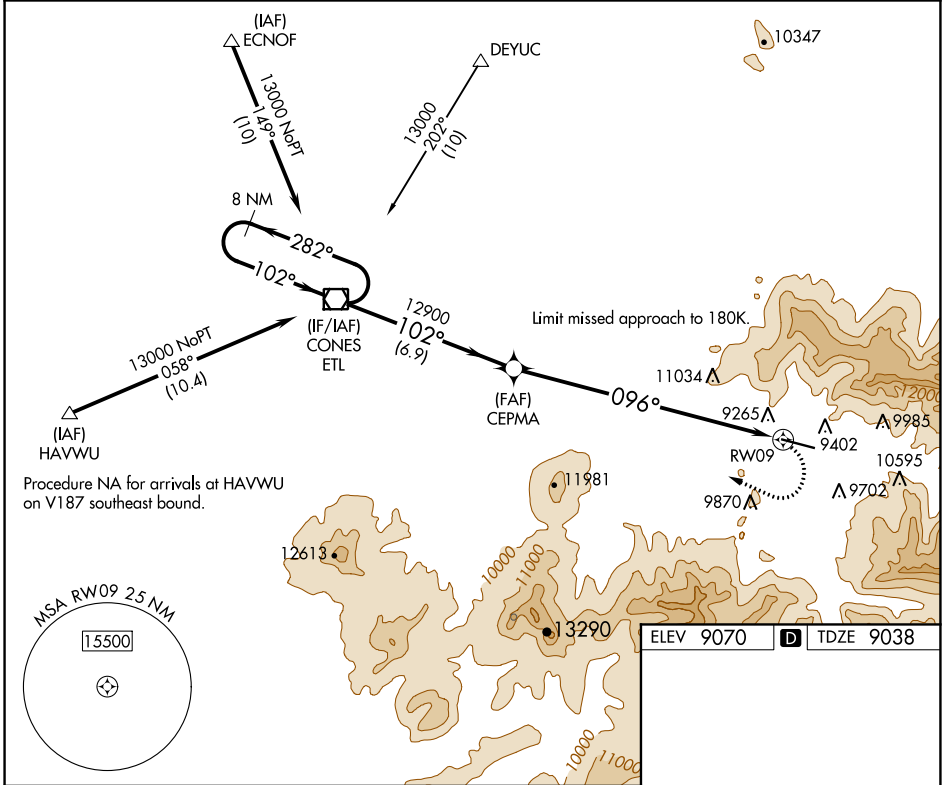 (IAF)
ECNOF
DEYUC
10347
13000 NoPT
149°
(10)
13000
202°
(10)
8 NM
282°
102°
(IF/IAF)
CONES
ETL
12900
102°
(6.9)
Limit missed approach to 180K.
13000 NoPT
058°
(10.4)
(IAF)
HAVWU
(FAF)
CEPMA
096°
11034
12000
9265
9402
9985
RW09
10595
9870
9702
Procedure NA for arrivals at HAVWU
on V187 southeast bound.
11981
12613
10000
11000
13290
MSA RW09 25 NM
15500
ELEV 9070 D TDZE 9038
10000
11000